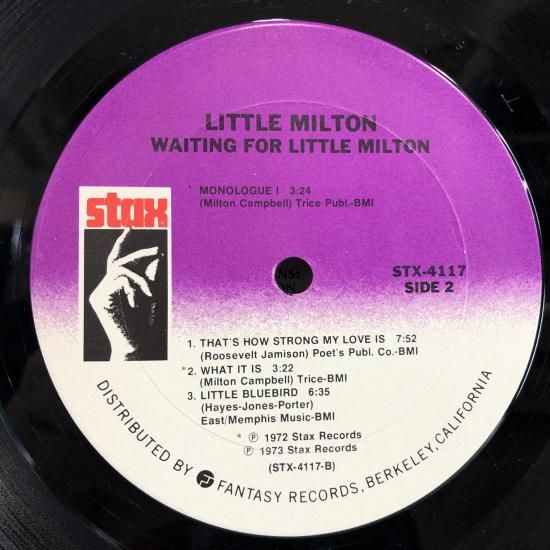 LITTLE MILTON
WAITING FOR LITTLE MILTON
MONOLOGUE I 3:24
(Milton Campbell) Trice Publ.-BMI
stax
STX-4117
SIDE 2
1. THAT'S HOW STRONG MY LOVE IS 7:52
(Roosevelt Jamison) Poet's Publ. Co.-BMI
*2. WHAT IT IS 3:22
(Milton Campbell) Trice-BMI
3. LITTLE BLUEBIRD 6:35
(Hayes-Jones-Porter)
East/Memphis Music-BMI
* ℗ 1972 Stax Records
℗ 1973 Stax Records
(STX-4117-B)
DISTRIBUTED BY FANTASY RECORDS, BERKELEY, CALIFORNIA